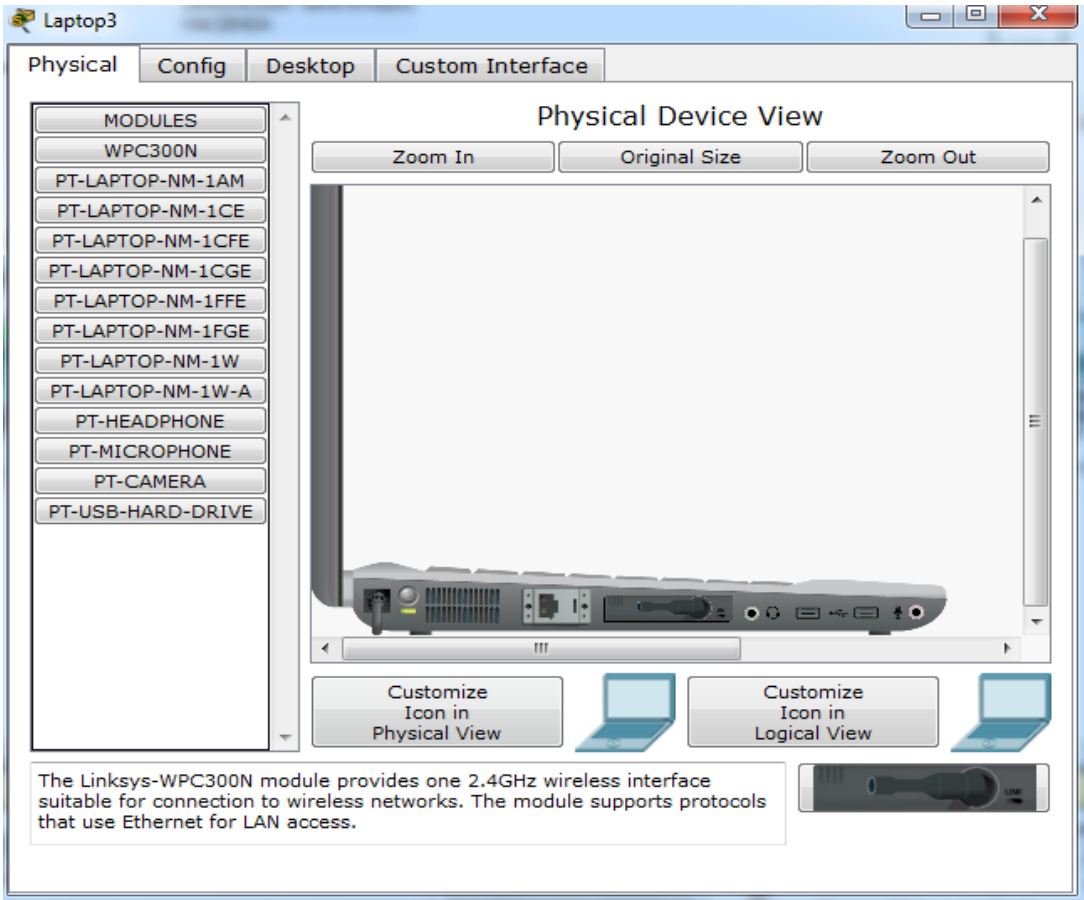 Laptop3
Physical
Config
Desktop
Custom Interface
MODULES
WPC300N
PT-LAPTOP-NM-1AM
PT-LAPTOP-NM-1CE
PT-LAPTOP-NM-1CFE
PT-LAPTOP-NM-1CGE
PT-LAPTOP-NM-1FFE
PT-LAPTOP-NM-1FGE
PT-LAPTOP-NM-1W
PT-LAPTOP-NM-1W-A
PT-HEADPHONE
PT-MICROPHONE
PT-CAMERA
PT-USB-HARD-DRIVE
Physical Device View
Zoom In
Original Size
Zoom Out
Customize
Icon in
Physical View
Customize
Icon in
Logical View
The Linksys-WPC300N module provides one 2.4GHz wireless interface
suitable for connection to wireless networks. The module supports protocols
that use Ethernet for LAN access.
LINK